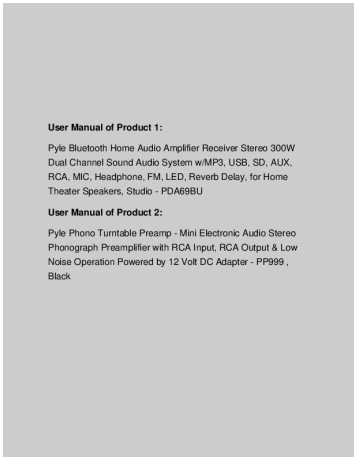 User Manual of Product 1:
Pyle Bluetooth Home Audio Amplifier Receiver Stereo 300W
Dual Channel Sound Audio System w/MP3, USB, SD, AUX,
RCA, MIC, Headphone, FM, LED, Reverb Delay, for Home
Theater Speakers, Studio - PDA69BU
User Manual of Product 2:
Pyle Phono Turntable Preamp - Mini Electronic Audio Stereo
Phonograph Preamplifier with RCA Input, RCA Output & Low
Noise Operation Powered by 12 Volt DC Adapter - PP999 ,
Black